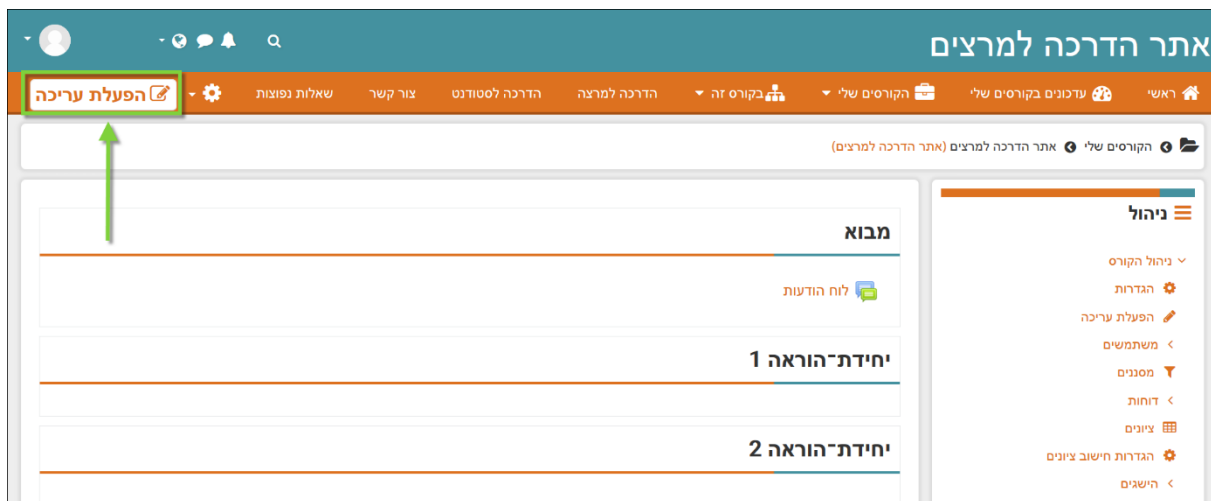 אתר הדרכה למרצים
ראשי עדכונים בקורסים שלי הקורסים שלי בקורס זה הדרכה למרצה הדרכה לסטודנט צור קשר שאלות נפוצות הפעלת עריכה
הקורסים שלי אתר הדרכה למרצים (אתר הדרכה למרצים)
ניהול
ניהול הקורס
הגדרות
הפעלת עריכה
משתמשים
מסננים
דוחות
ציונים
הגדרות חישוב ציונים
הישגים
מבוא
לוח הודעות
יחידת־הוראה 1
יחידת־הוראה 2